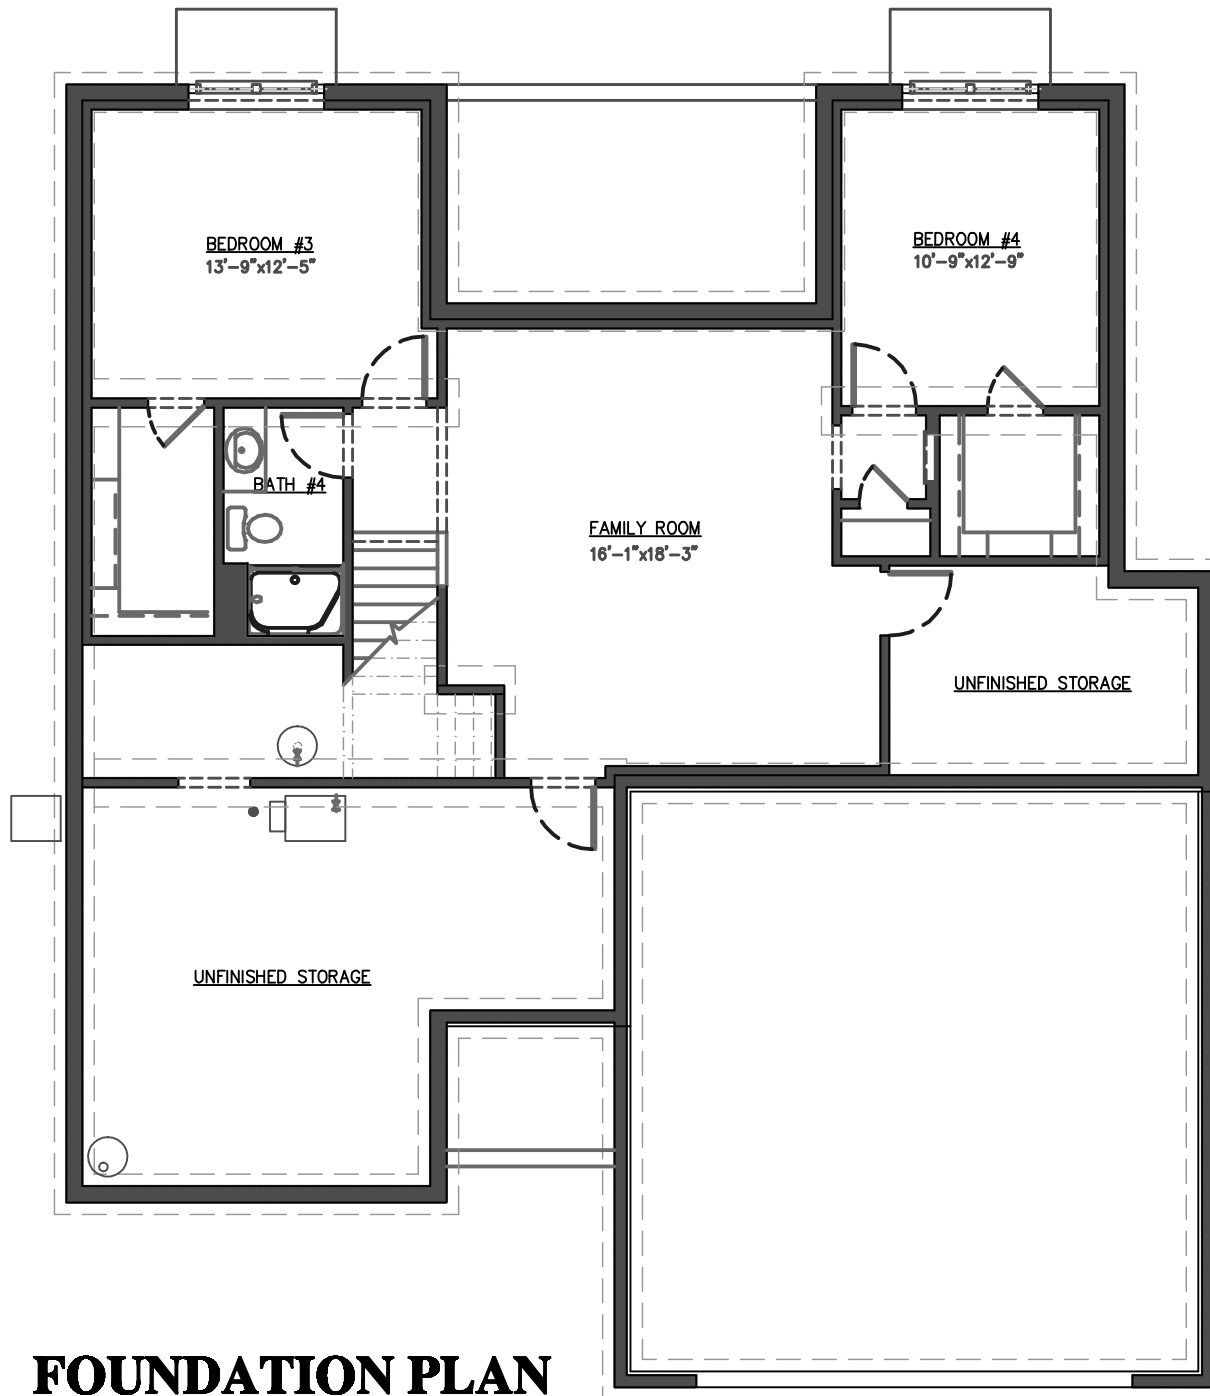 BEDROOM #3
13'-9"x12'-5"
BEDROOM #4
10'-9"x12'-9"
BATH #4
FAMILY ROOM
16'-1"x18'-3"
UNFINISHED STORAGE
UNFINISHED STORAGE
FOUNDATION PLAN